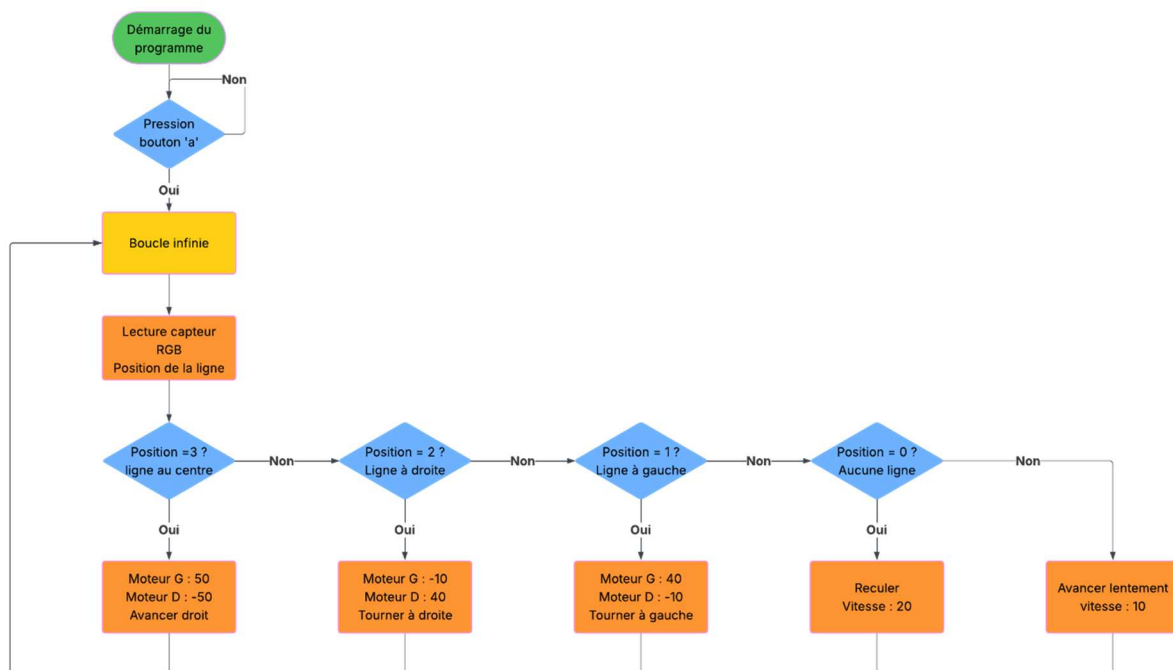 Démarrage du
programme
Non
Pression
bouton 'a'
Oui
Boucle infinie
Lecture capteur
RGB
Position de la ligne
Position =3 ?
ligne au centre
Non
Position = 2 ?
Ligne à droite
Non
Position = 1 ?
Ligne à gauche
Non
Position = 0 ?
Aucune ligne
Non
Oui
Oui
Oui
Oui
Moteur G : 50
Moteur D : -50
Avancer droit
Moteur G : -10
Moteur D : 40
Tourner à droite
Moteur G : 40
Moteur D : -10
Tourner à gauche
Reculer
Vitesse : 20
Avancer lentement
vitesse : 10